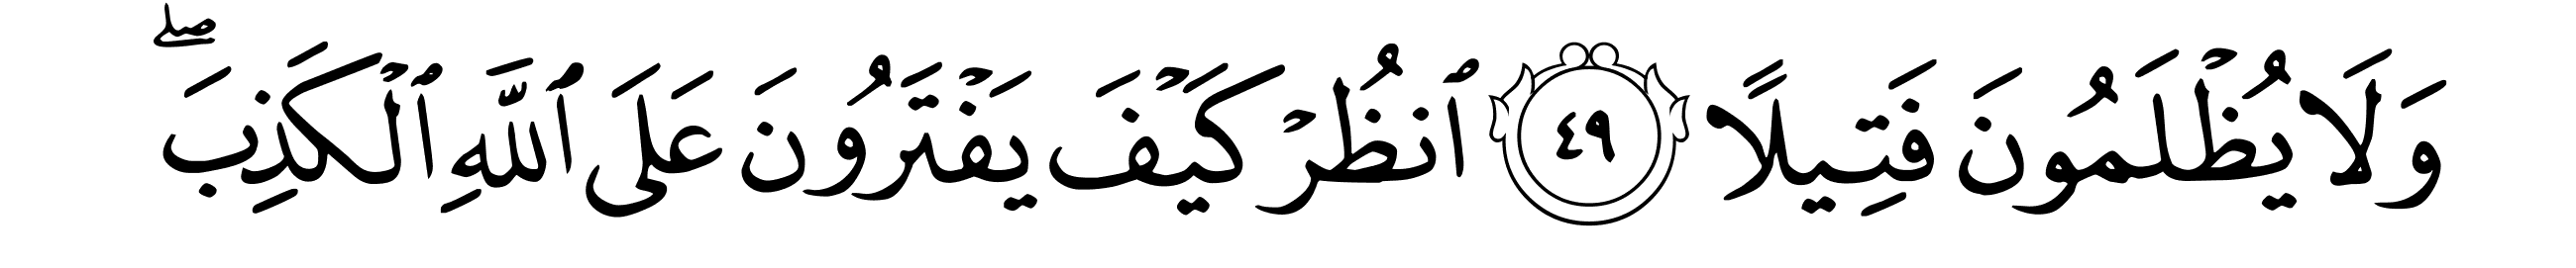 وَلَا يُظْلَمُونَ فَتِيلًا ٤٩ ٱنظُرْ كَيْفَ يَفْتَرُونَ عَلَى ٱللَّهِ ٱلْكَذِبَۖ